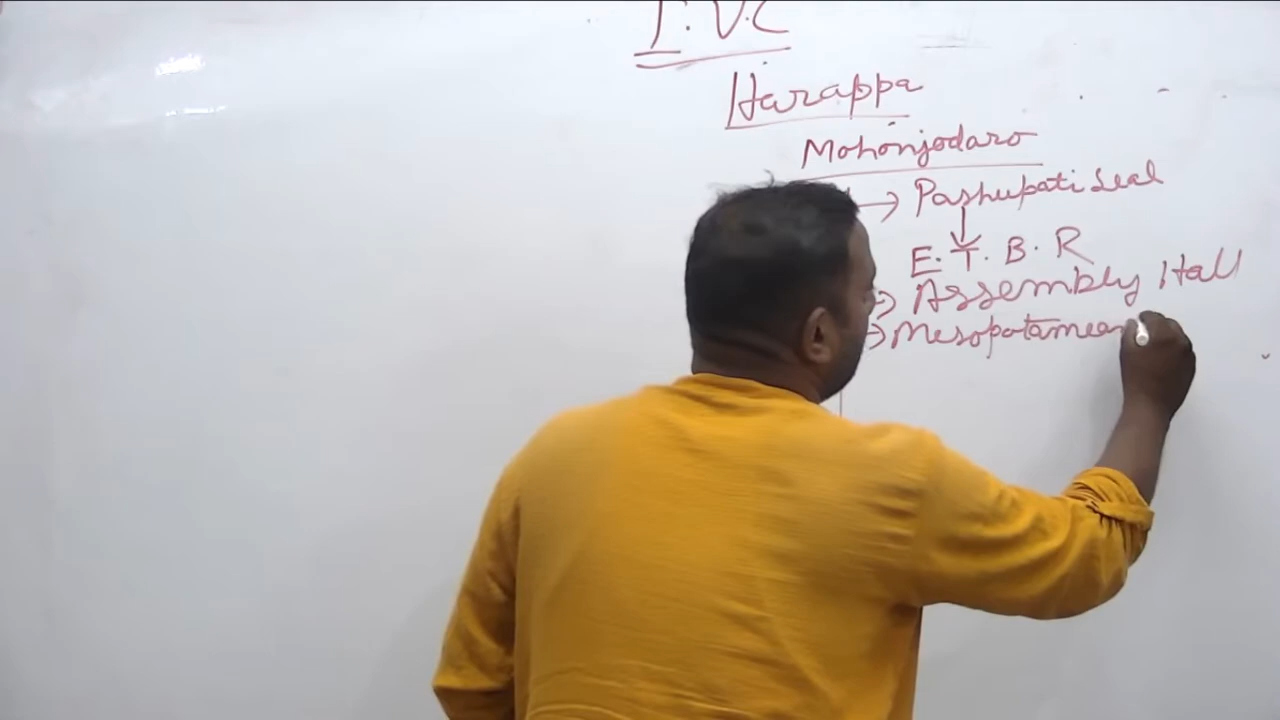 I.V.C
Harappa
Mohonjodaro
→ Pashupati Seal
E. T. B. R
→ Assembly Hall
→ Mesopotamean